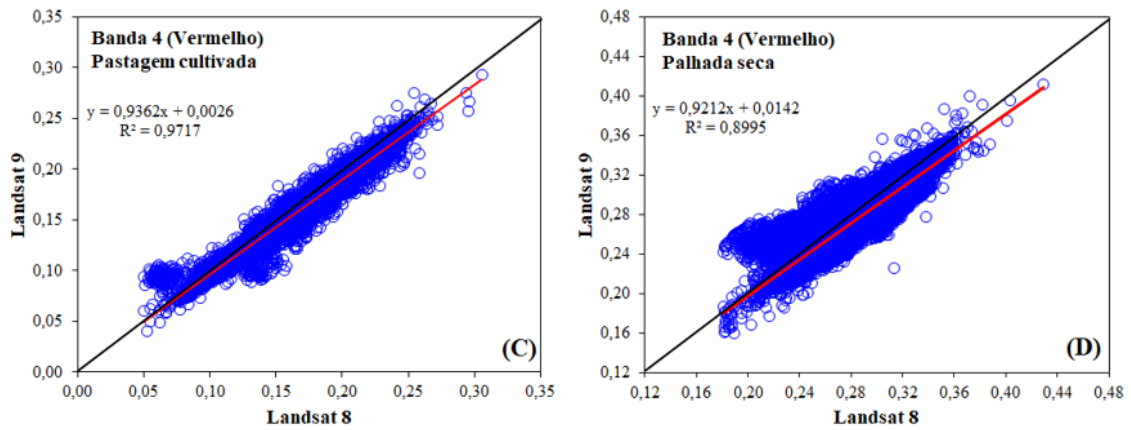 Banda 4 (Vermelho)
Pastagem cultivada
y = 0,9362x + 0,0026
R² = 0,9717
0,35
0,30
0,25
0,20
0,15
0,10
0,05
0,00
Landsat 9
0,00 0,05 0,10 0,15 0,20 0,25 0,30 0,35
Landsat 8
(C)
Banda 4 (Vermelho)
Palhada seca
y = 0,9212x + 0,0142
R² = 0,8995
0,48
0,44
0,40
0,36
0,32
0,28
0,24
0,20
0,16
0,12
Landsat 9
0,12 0,16 0,20 0,24 0,28 0,32 0,36 0,40 0,44 0,48
Landsat 8
(D)